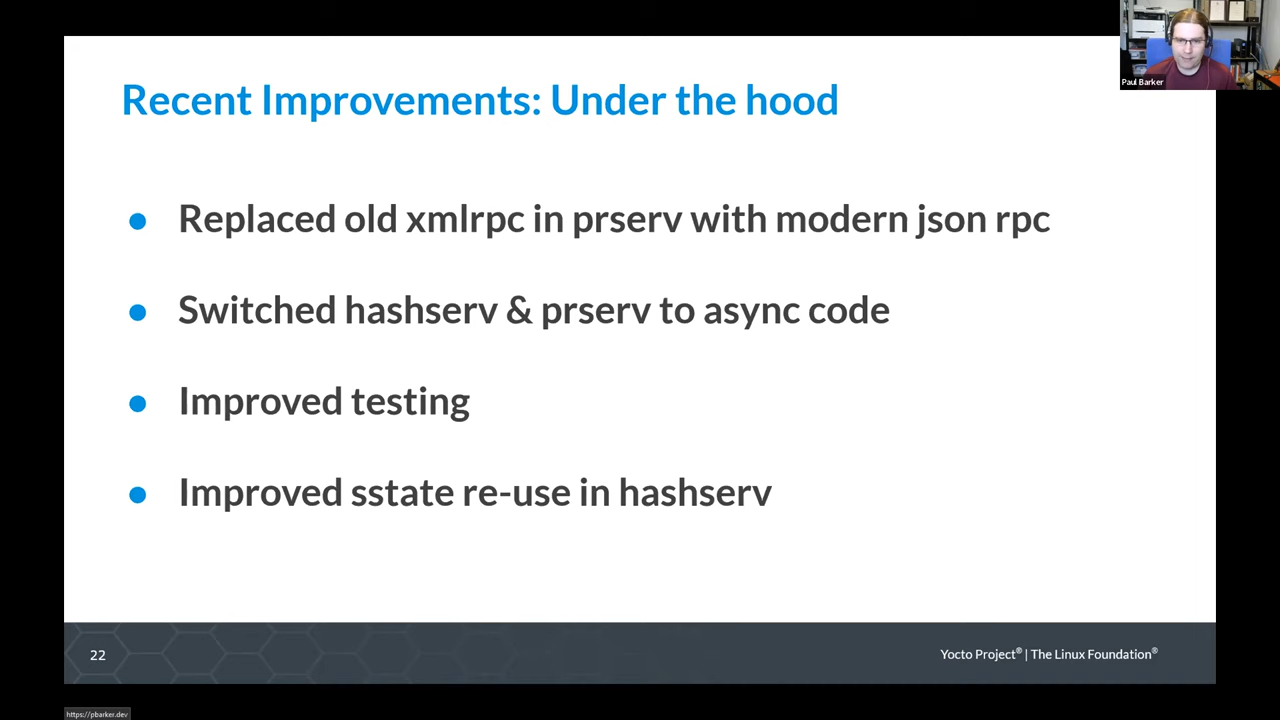 Paul Barker
Recent Improvements: Under the hood
● Replaced old xmlrpc in prserv with modern json rpc
● Switched hashserv & prserv to async code
● Improved testing
● Improved sstate re-use in hashserv
22
Yocto Project® | The Linux Foundation®
https://pbarker.dev